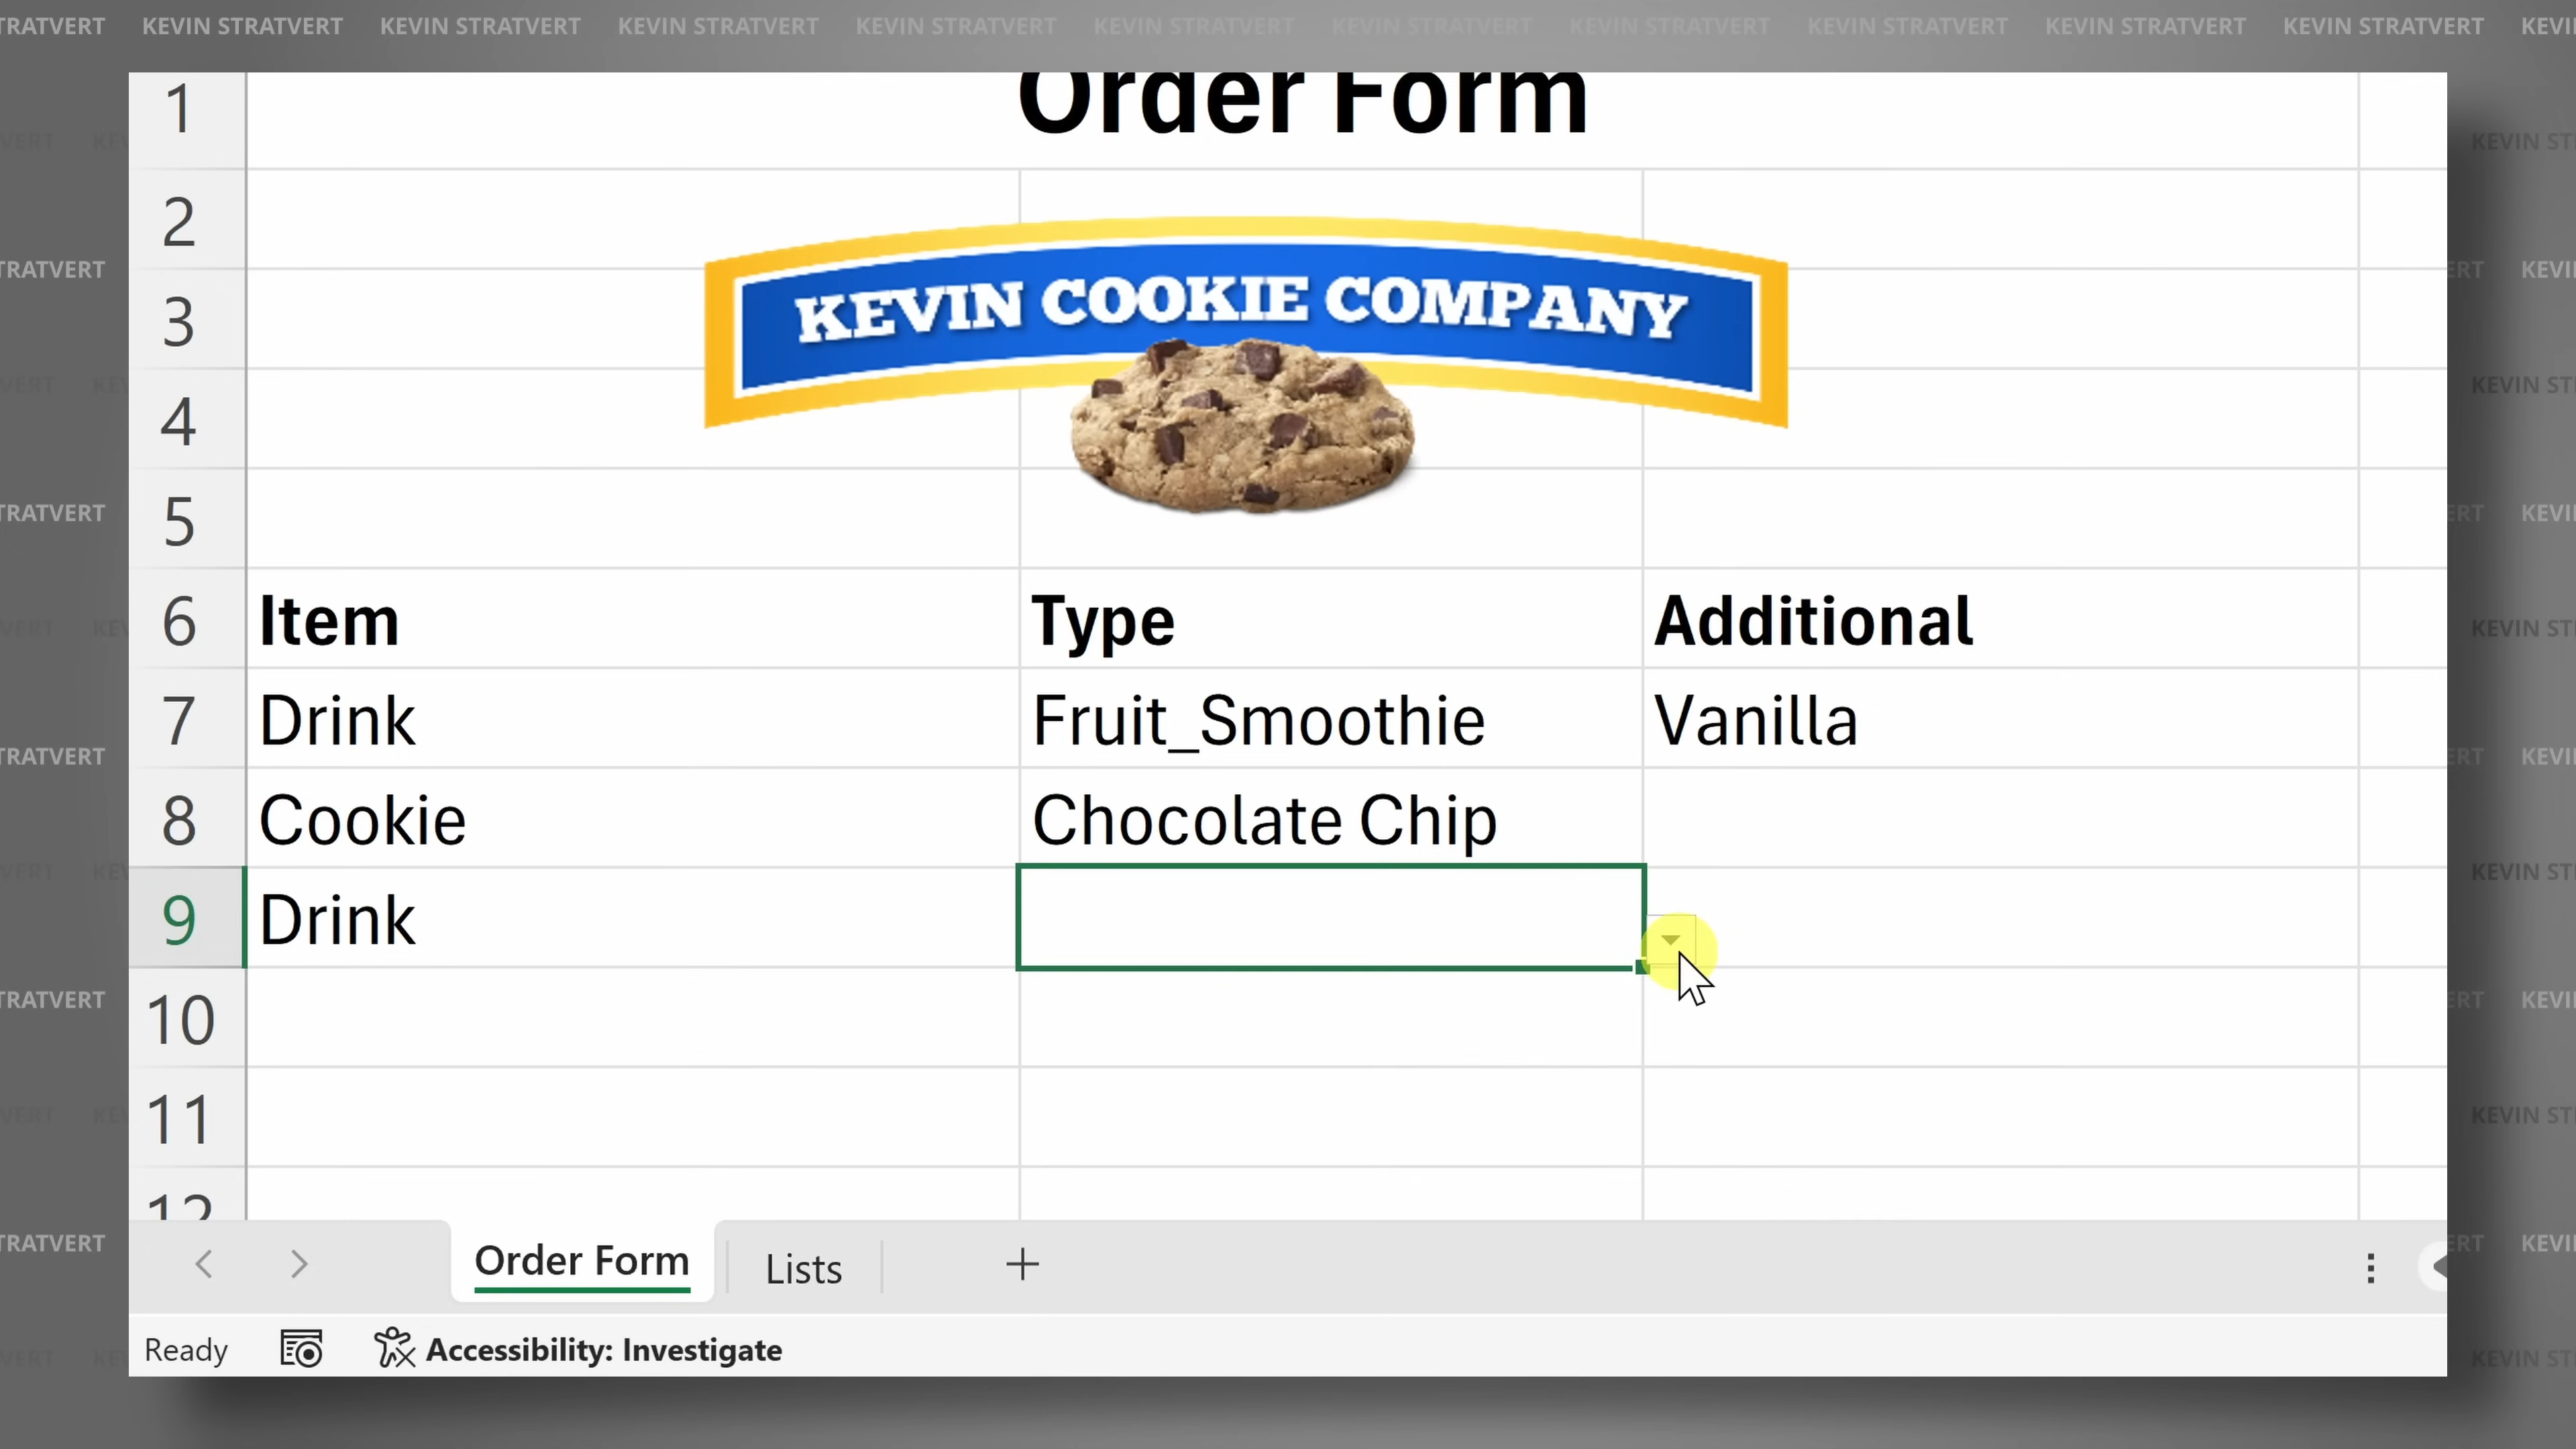 KEVIN STRATVERT KEVIN STRATVERT KEVIN STRATVERT KEVIN STRATVERT KEVIN STRATVERT KEVIN STRATVERT KEVIN STRATVERT KEVIN STRATVERT KEVIN STRATVERT
1 Order Form
2
KEVIN COOKIE COMPANY
3
4
5
6 Item Type Additional
7 Drink Fruit_Smoothie Vanilla
8 Cookie Chocolate Chip
9 Drink
10
11
12
Order Form Lists +
Ready Accessibility: Investigate